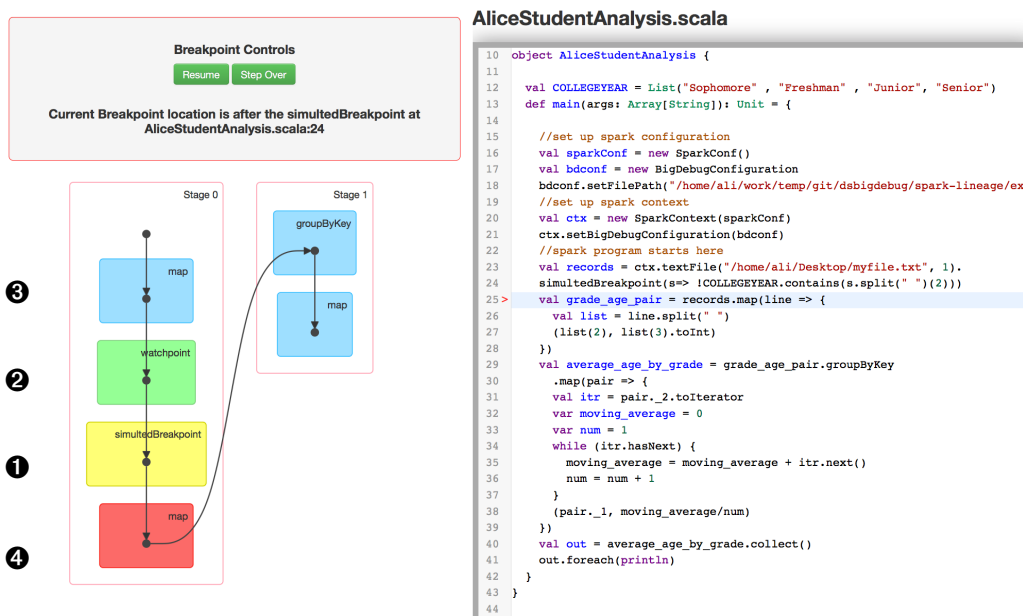 AliceStudentAnalysis.scala
Breakpoint Controls
Resume
Step Over
Current Breakpoint location is after the simultedBreakpoint at
AliceStudentAnalysis.scala:24
Stage 0
map
watchpoint
simultedBreakpoint
map
Stage 1
groupByKey
map
3
2
1
4
10 object AliceStudentAnalysis {
11
12 val COLLEGEYEAR = List("Sophomore" , "Freshman" , "Junior", "Senior")
13 def main(args: Array[String]): Unit = {
14
15 //set up spark configuration
16 val sparkConf = new SparkConf()
17 val bdconf = new BigDebugConfiguration
18 bdconf.setFilePath("/home/ali/work/temp/git/dsbigdebug/spark-lineage/ex
19 //set up spark context
20 val ctx = new SparkContext(sparkConf)
21 ctx.setBigDebugConfiguration(bdconf)
22 //spark program starts here
23 val records = ctx.textFile("/home/ali/Desktop/myfile.txt", 1).
24 simultedBreakpoint(s=> !COLLEGEYEAR.contains(s.split(" ")(2)))
25 > val grade_age_pair = records.map(line => {
26 val list = line.split(" ")
27 (list(2), list(3).toInt)
28 })
29 val average_age_by_grade = grade_age_pair.groupByKey
30 .map(pair => {
31 val itr = pair._2.toIterator
32 var moving_average = 0
33 var num = 1
34 while (itr.hasNext) {
35 moving_average = moving_average + itr.next()
36 num = num + 1
37 }
38 (pair._1, moving_average/num)
39 })
40 val out = average_age_by_grade.collect()
41 out.foreach(println)
42 }
43 }
44